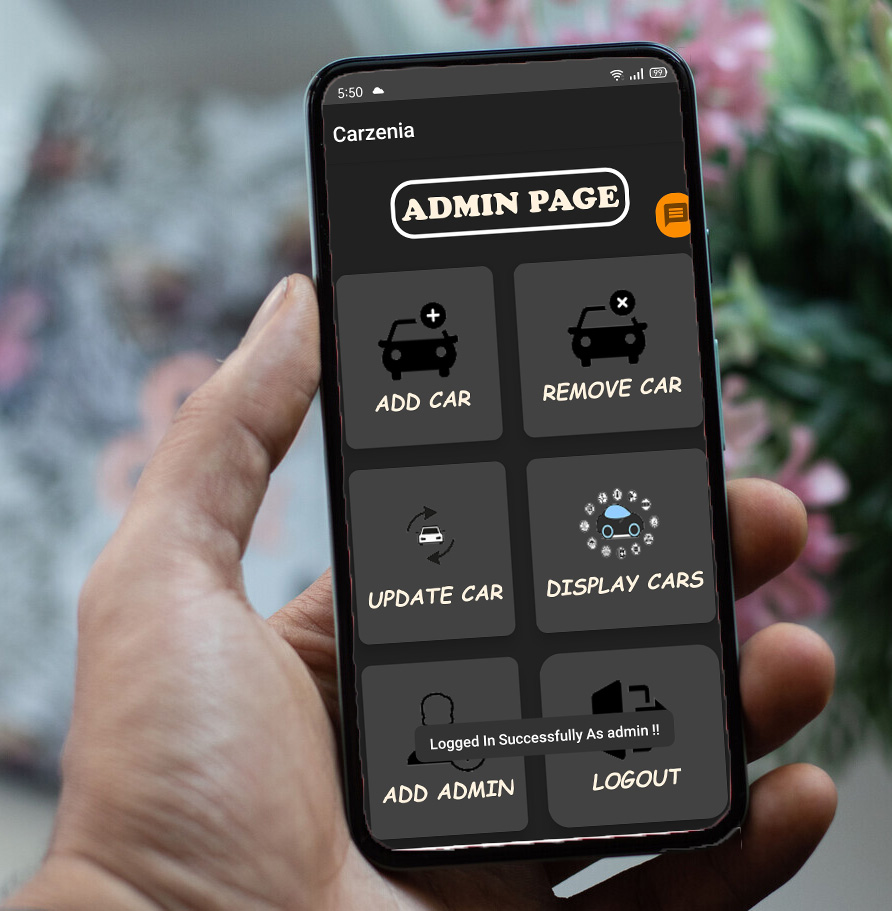 5:50
99
Carzenia
ADMIN PAGE
ADD CAR
REMOVE CAR
UPDATE CAR
DISPLAY CARS
Logged In Successfully As admin !!
ADD ADMIN
LOGOUT